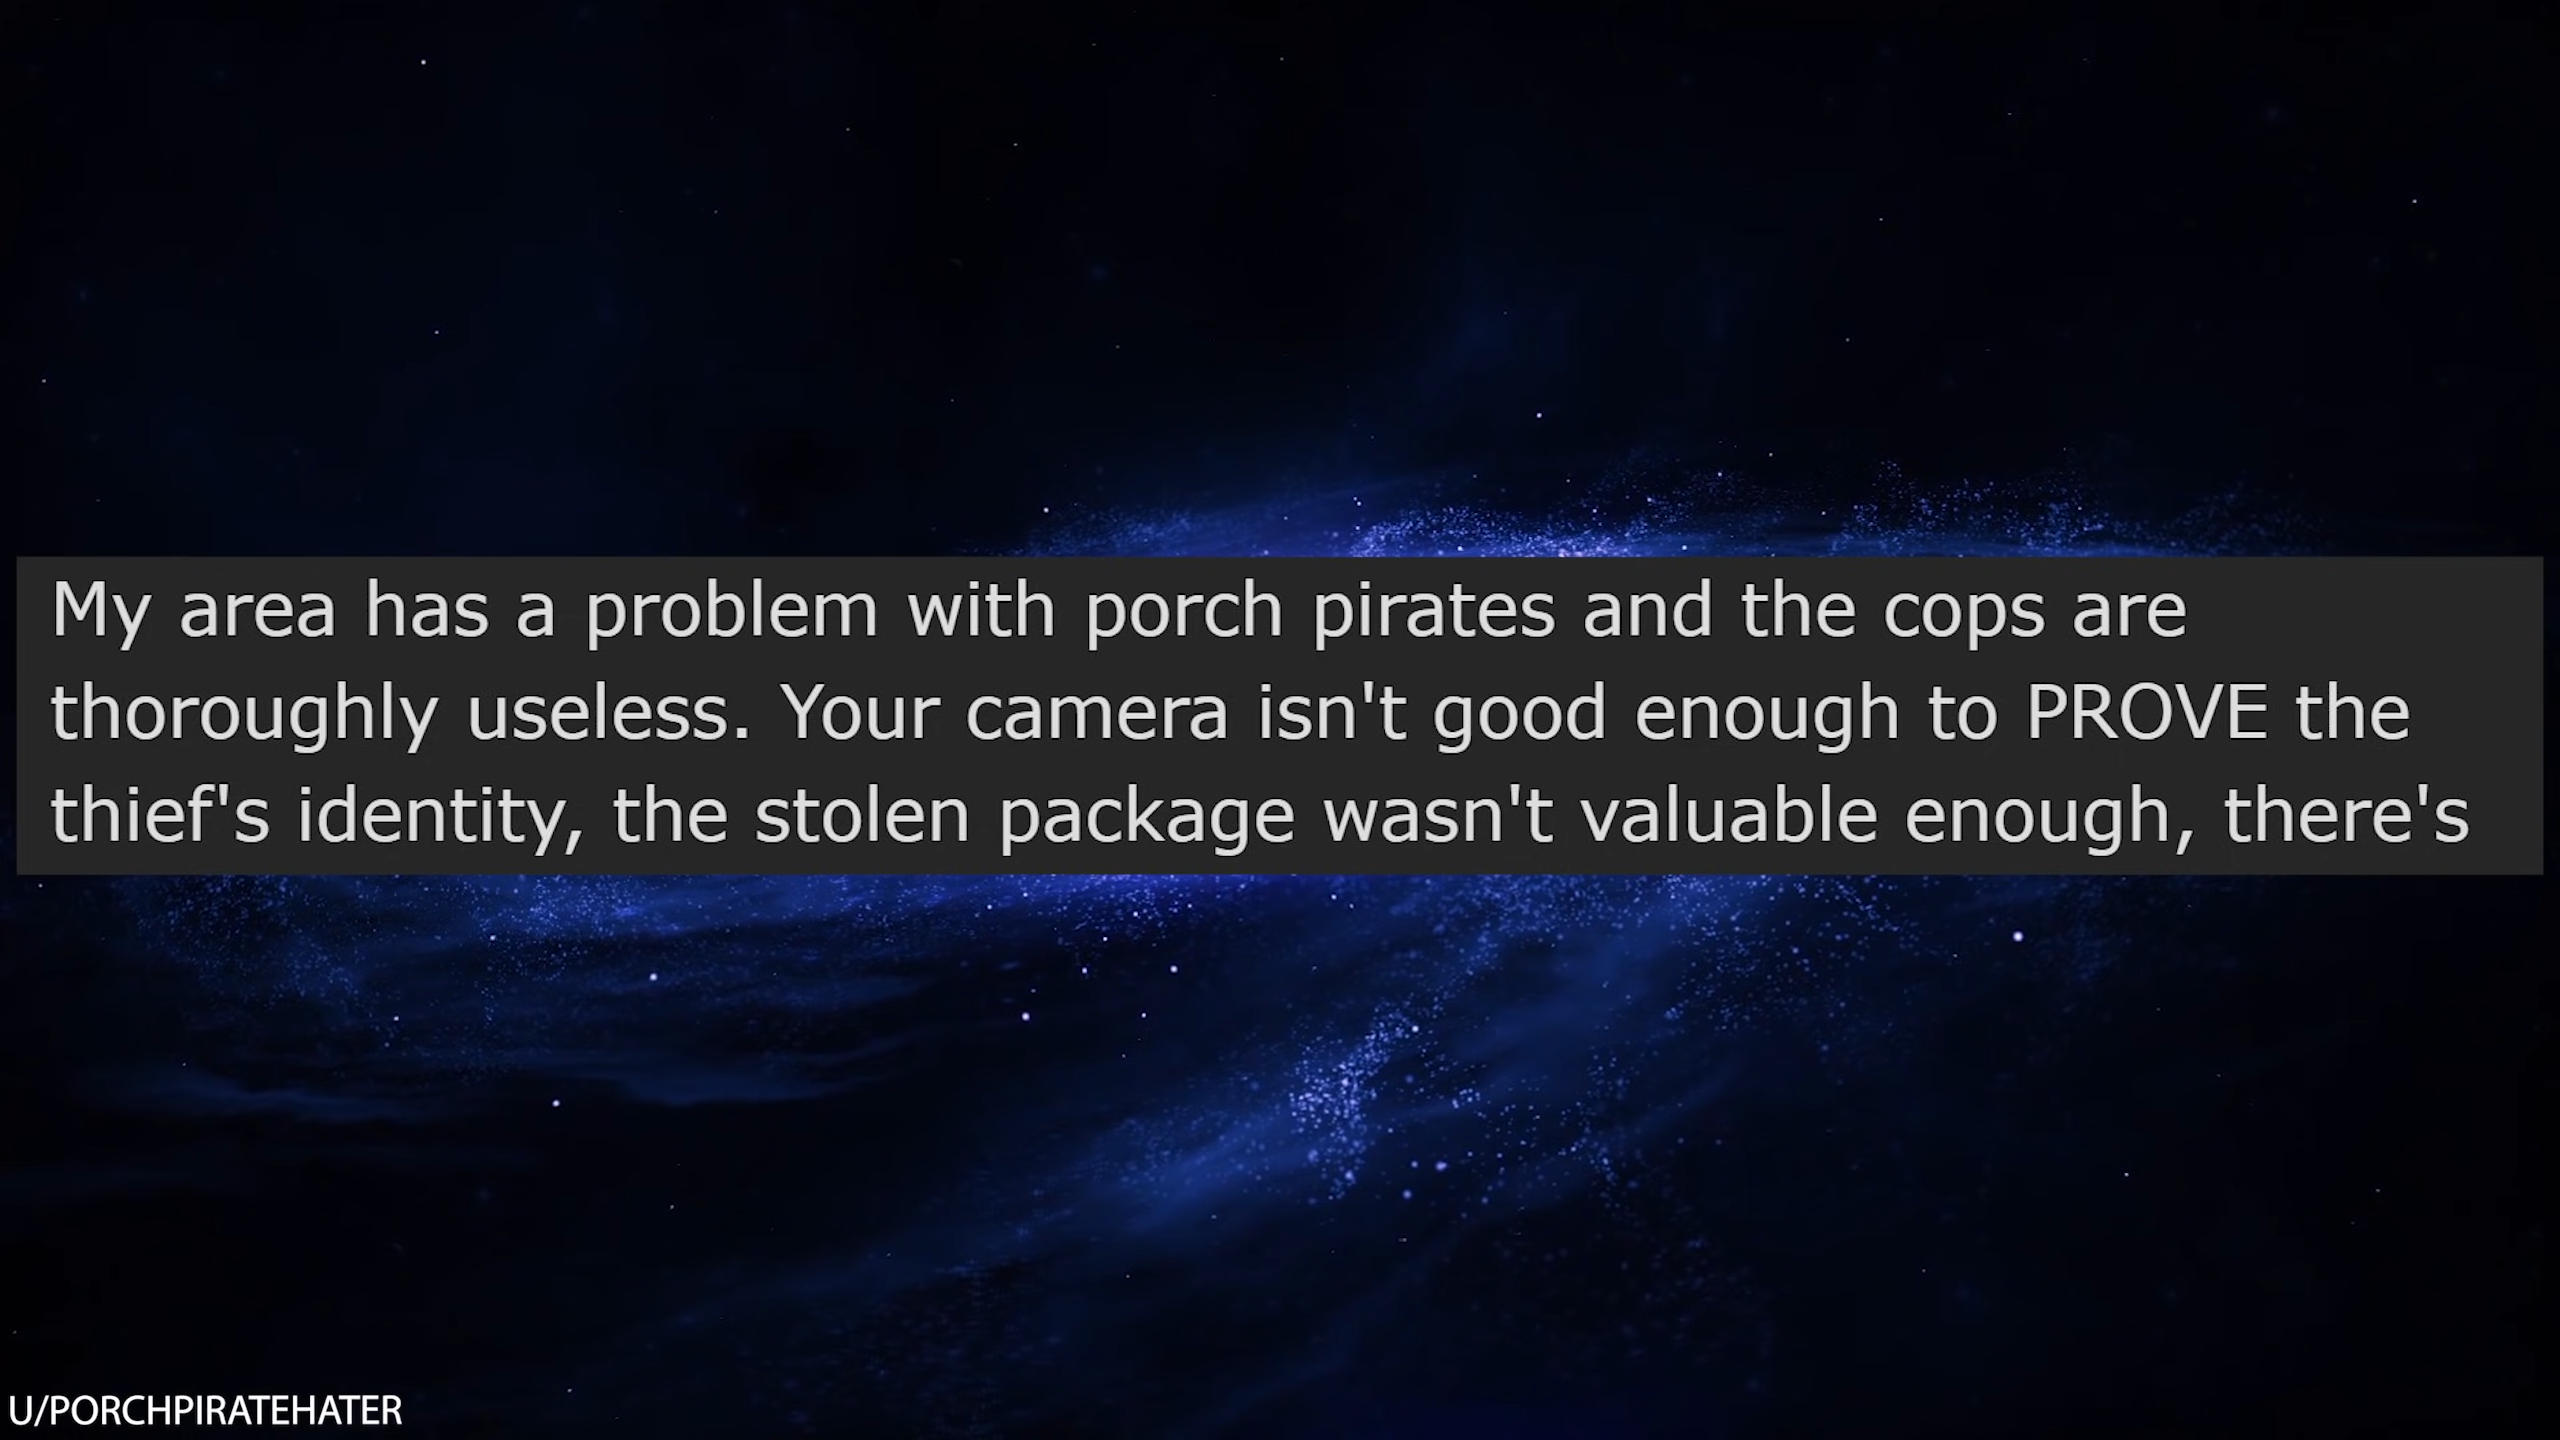 My area has a problem with porch pirates and the cops are
thoroughly useless. Your camera isn't good enough to PROVE the
thief's identity, the stolen package wasn't valuable enough, there's
U/PORCHPIRATEHATER